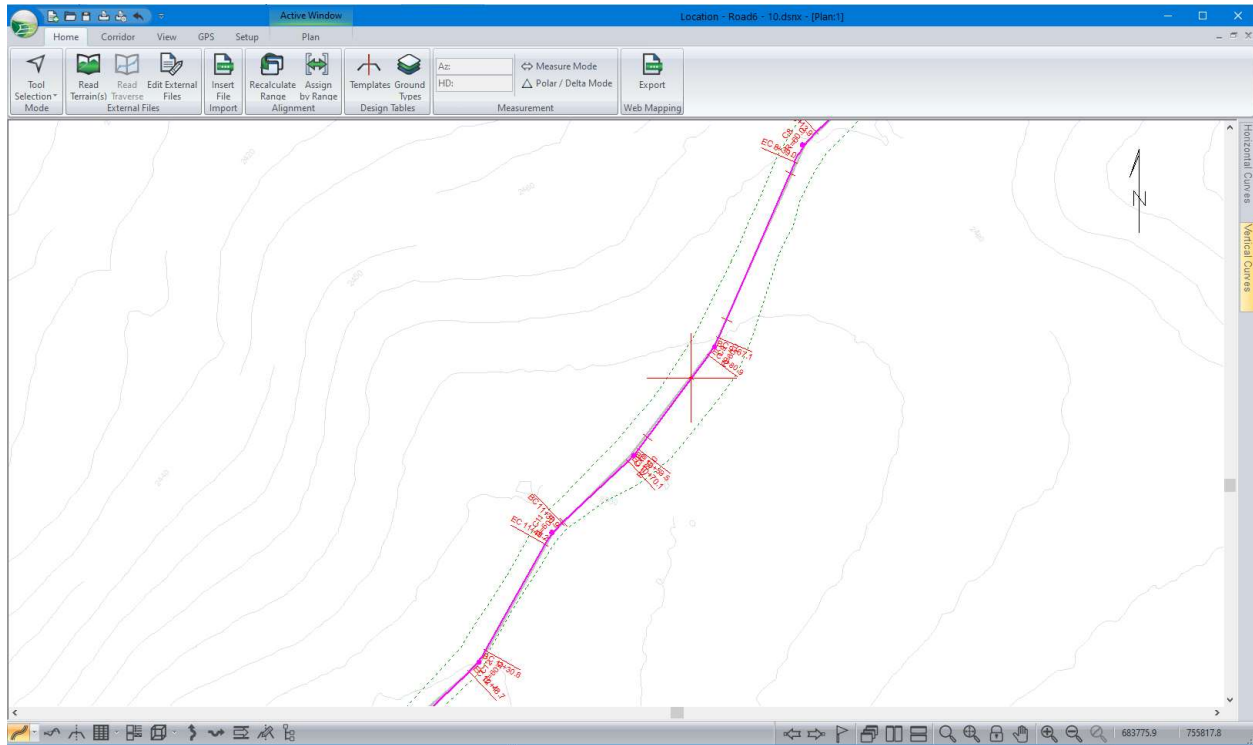 Active Window
Location - Road6 - 10.dsnx - [Plan:1]
Home Corridor View GPS Setup Plan
Tool Selection Mode
Read Terrain(s)
Read Traverse
Edit External Files
External Files
Insert File
Import
Recalculate Range
Assign by Range
Alignment
Templates
Ground Types
Design Tables
Az:
HD:
Measure Mode
Polar / Delta Mode
Measurement
Export
Web Mapping
Horizontal Curves
Vertical Curves
N
2450
2440
C8
683775.9 755817.8